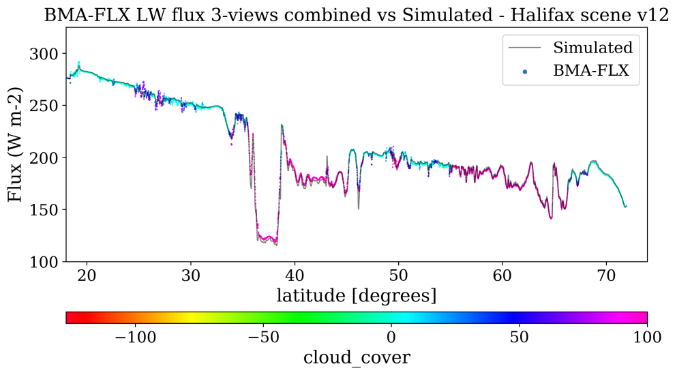 BMA-FLX LW flux 3-views combined vs Simulated - Halifax scene v12
Simulated
BMA-FLX
Flux (W m-2)
300
250
200
150
100
20 30 40 50 60 70
latitude [degrees]
−100 −50 0 50 100
cloud_cover